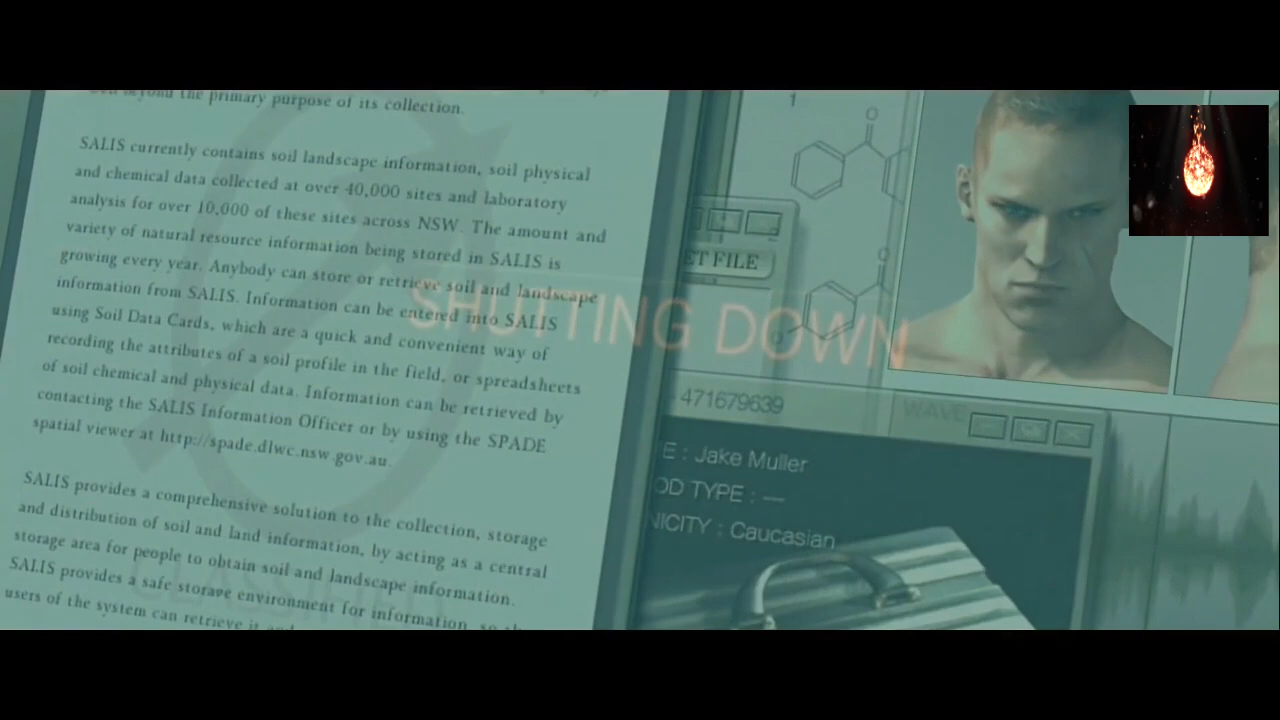 the primary purpose of its collection.
SALIS currently contains soil landscape information, soil physical
and chemical data collected at over 40,000 sites and laboratory
analysis for over 10,000 of these sites across NSW. The amount and
variety of natural resource information being stored in SALIS is
growing every year. Anybody can store or retrieve soil and landscape
information from SALIS. Information can be entered into SALIS
using Soil Data Cards, which are a quick and convenient way of
recording the attributes of a soil profile in the field, or spreadsheets
of soil chemical and physical data. Information can be retrieved by
contacting the SALIS Information Officer or by using the SPADE
spatial viewer at http://spade.dlwc.nsw.gov.au.
SALIS provides a comprehensive solution to the collection, storage
and distribution of soil and land information, by acting as a central
storage area for people to obtain soil and landscape information.
SALIS provides a safe storage environment for information, so
users of the system can retrieve it
CLASSIFIED
SHUTTING DOWN
1
O
O
O
ET FILE
- 471679639
WAVE
E : Jake Muller
OD TYPE : ---
NICITY : Caucasian